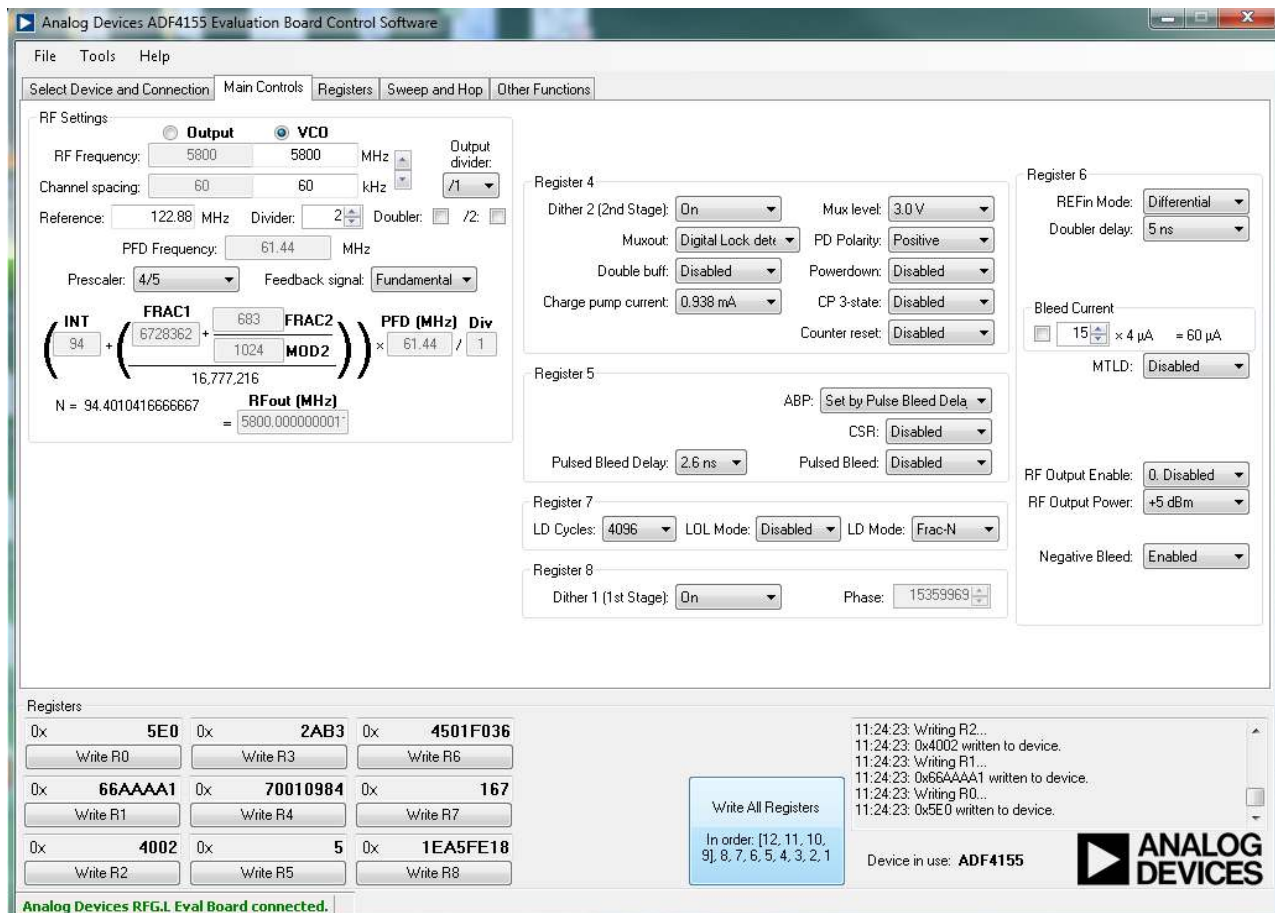 Analog Devices ADF4155 Evaluation Board Control Software
File Tools Help
Select Device and Connection Main Controls Registers Sweep and Hop Other Functions
RF Settings
Output VCO
RF Frequency: 5800 5800 MHz
Output divider:
Channel spacing: 60 60 kHz /1
Reference: 122.88 MHz Divider: 2 Doubler: /2:
PFD Frequency: 61.44 MHz
Prescaler: 4/5 Feedback signal: Fundamental
INT FRAC1 683 FRAC2 PFD (MHz) Div
( 94 + ( 6728362 + 1024 MOD2 ) ) × 61.44 / 1
16,777,216
N = 94.4010416666667 RFout (MHz)
= 5800.000000001
Register 4
Dither 2 (2nd Stage): On Mux level: 3.0 V
Muxout: Digital Lock dete PD Polarity: Positive
Double buff: Disabled Powerdown: Disabled
Charge pump current: 0.938 mA CP 3-state: Disabled
Counter reset: Disabled
Register 5
ABP: Set by Pulse Bleed Dela
CSR: Disabled
Pulsed Bleed Delay: 2.6 ns Pulsed Bleed: Disabled
Register 7
LD Cycles: 4096 LOL Mode: Disabled LD Mode: Frac-N
Register 8
Dither 1 (1st Stage): On Phase: 15359969
Register 6
REFin Mode: Differential
Doubler delay: 5 ns
Bleed Current
15 × 4 µA = 60 µA
MTLD: Disabled
RF Output Enable: 0. Disabled
RF Output Power: +5 dBm
Negative Bleed: Enabled
Registers
0x 5E0 0x 2AB3 0x 4501F036
Write R0 Write R3 Write R6
0x 66AAAA1 0x 70010984 0x 167
Write R1 Write R4 Write R7
0x 4002 0x 5 0x 1EA5FE18
Write R2 Write R5 Write R8
Write All Registers
In order: [12, 11, 10,
9], 8, 7, 6, 5, 4, 3, 2, 1
11:24:23: Writing R2...
11:24:23: 0x4002 written to device.
11:24:23: Writing R1...
11:24:23: 0x66AAAA1 written to device.
11:24:23: Writing R0...
11:24:23: 0x5E0 written to device.
Device in use: ADF4155
ANALOG
DEVICES
Analog Devices RFG.L Eval Board connected.